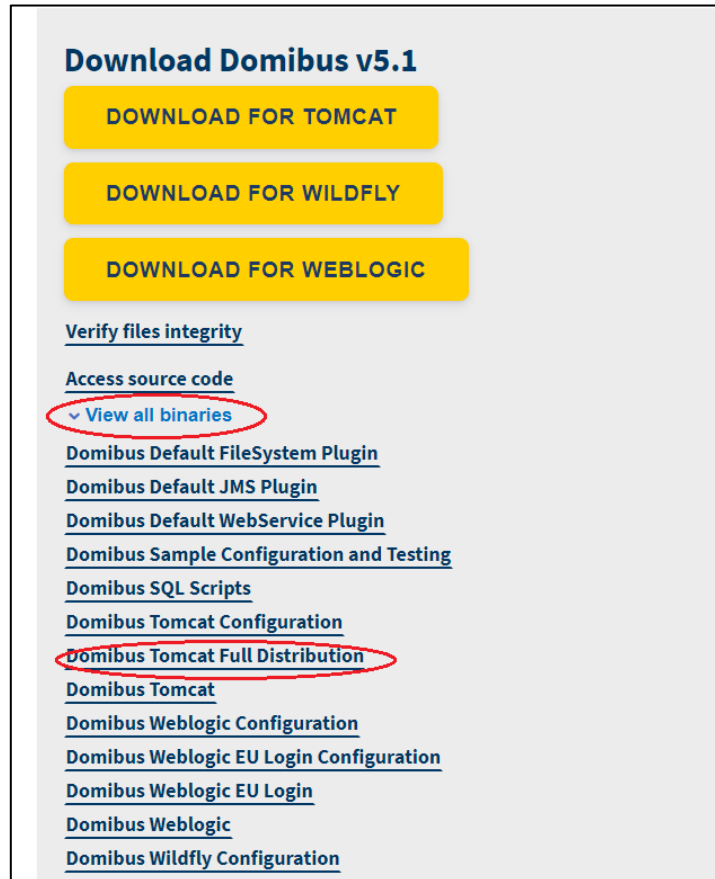 Download Domibus v5.1
DOWNLOAD FOR TOMCAT
DOWNLOAD FOR WILDFLY
DOWNLOAD FOR WEBLOGIC
Verify files integrity
Access source code
View all binaries
Domibus Default FileSystem Plugin
Domibus Default JMS Plugin
Domibus Default WebService Plugin
Domibus Sample Configuration and Testing
Domibus SQL Scripts
Domibus Tomcat Configuration
Domibus Tomcat Full Distribution
Domibus Tomcat
Domibus Weblogic Configuration
Domibus Weblogic EU Login Configuration
Domibus Weblogic EU Login
Domibus Weblogic
Domibus Wildfly Configuration